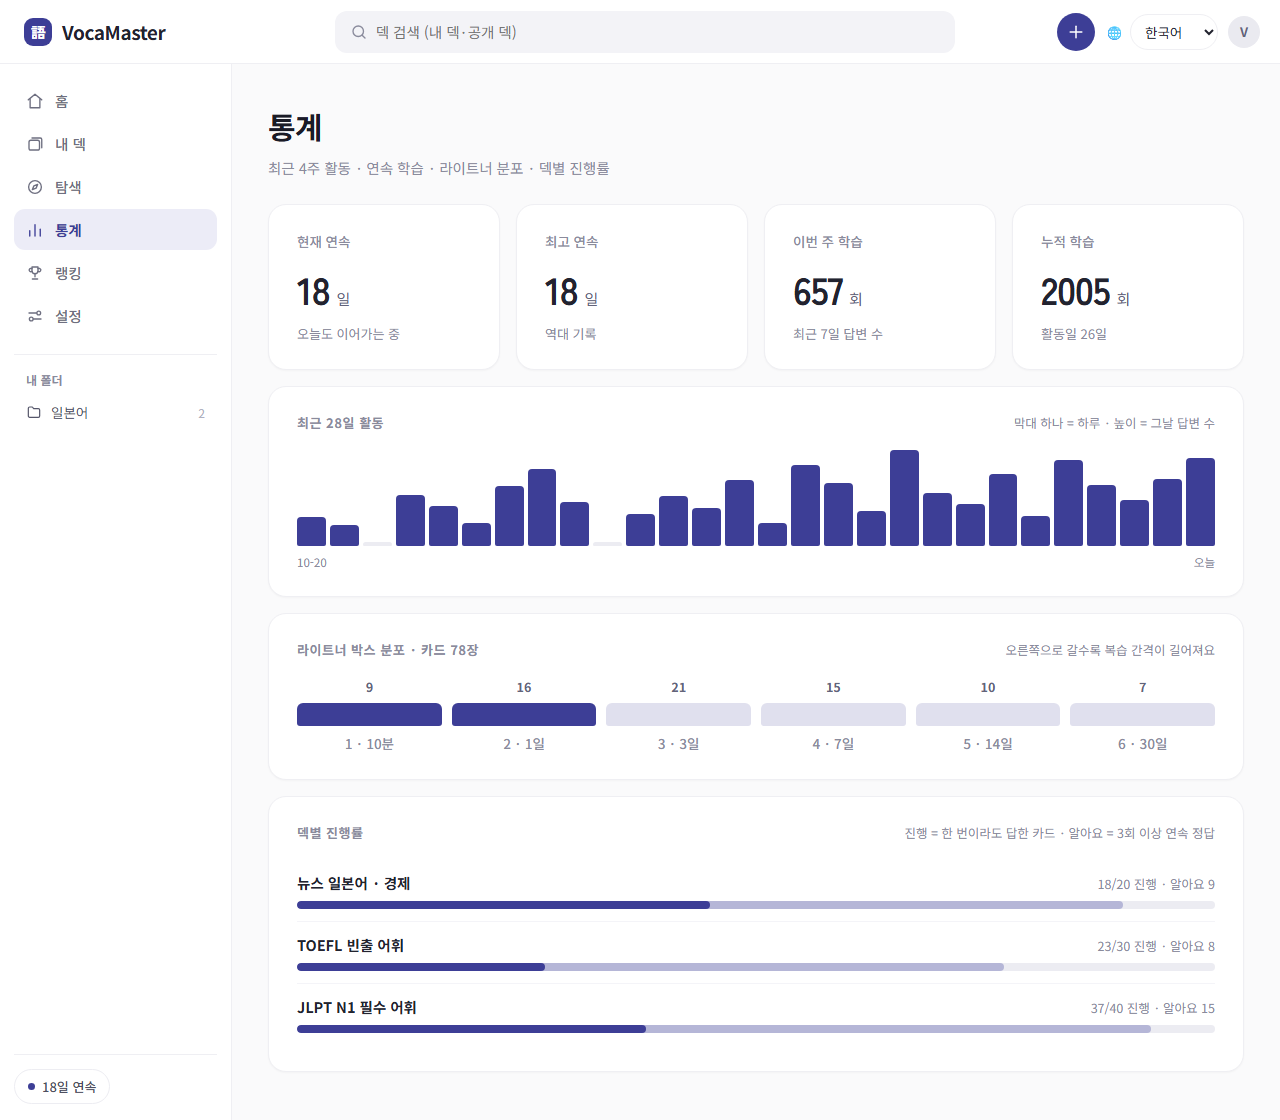 語 VocaMaster
덱 검색 (내 덱·공개 덱)
한국어
V
홈
내 덱
탐색
통계
랭킹
설정
내 폴더
일본어 2
18일 연속
통계
최근 4주 활동 · 연속 학습 · 라이트너 분포 · 덱별 진행률
현재 연속
18 일
오늘도 이어가는 중
최고 연속
18 일
역대 기록
이번 주 학습
657 회
최근 7일 답변 수
누적 학습
2005 회
활동일 26일
최근 28일 활동
막대 하나 = 하루 · 높이 = 그날 답변 수
10-20
오늘
라이트너 박스 분포 · 카드 78장
오른쪽으로 갈수록 복습 간격이 길어져요
9
16
21
15
10
7
1 · 10분
2 · 1일
3 · 3일
4 · 7일
5 · 14일
6 · 30일
덱별 진행률
진행 = 한 번이라도 답한 카드 · 알아요 = 3회 이상 연속 정답
뉴스 일본어 · 경제
18/20 진행 · 알아요 9
TOEFL 빈출 어휘
23/30 진행 · 알아요 8
JLPT N1 필수 어휘
37/40 진행 · 알아요 15